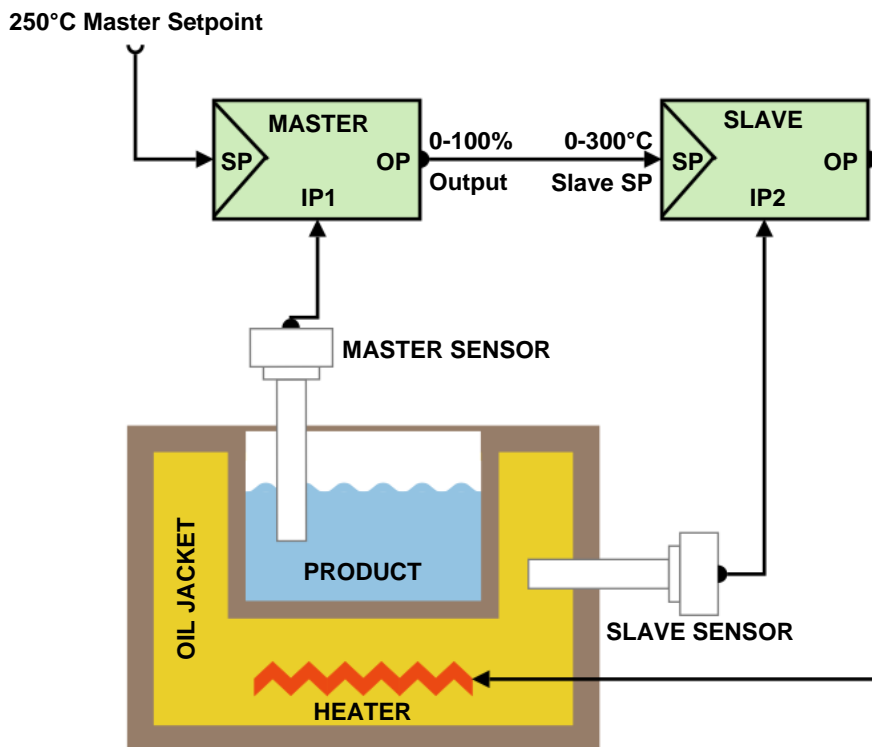 250°C Master Setpoint
MASTER
SP
OP
IP1
0-100%
Output
0-300°C
Slave SP
SLAVE
SP
OP
IP2
MASTER SENSOR
OIL JACKET
PRODUCT
SLAVE SENSOR
HEATER